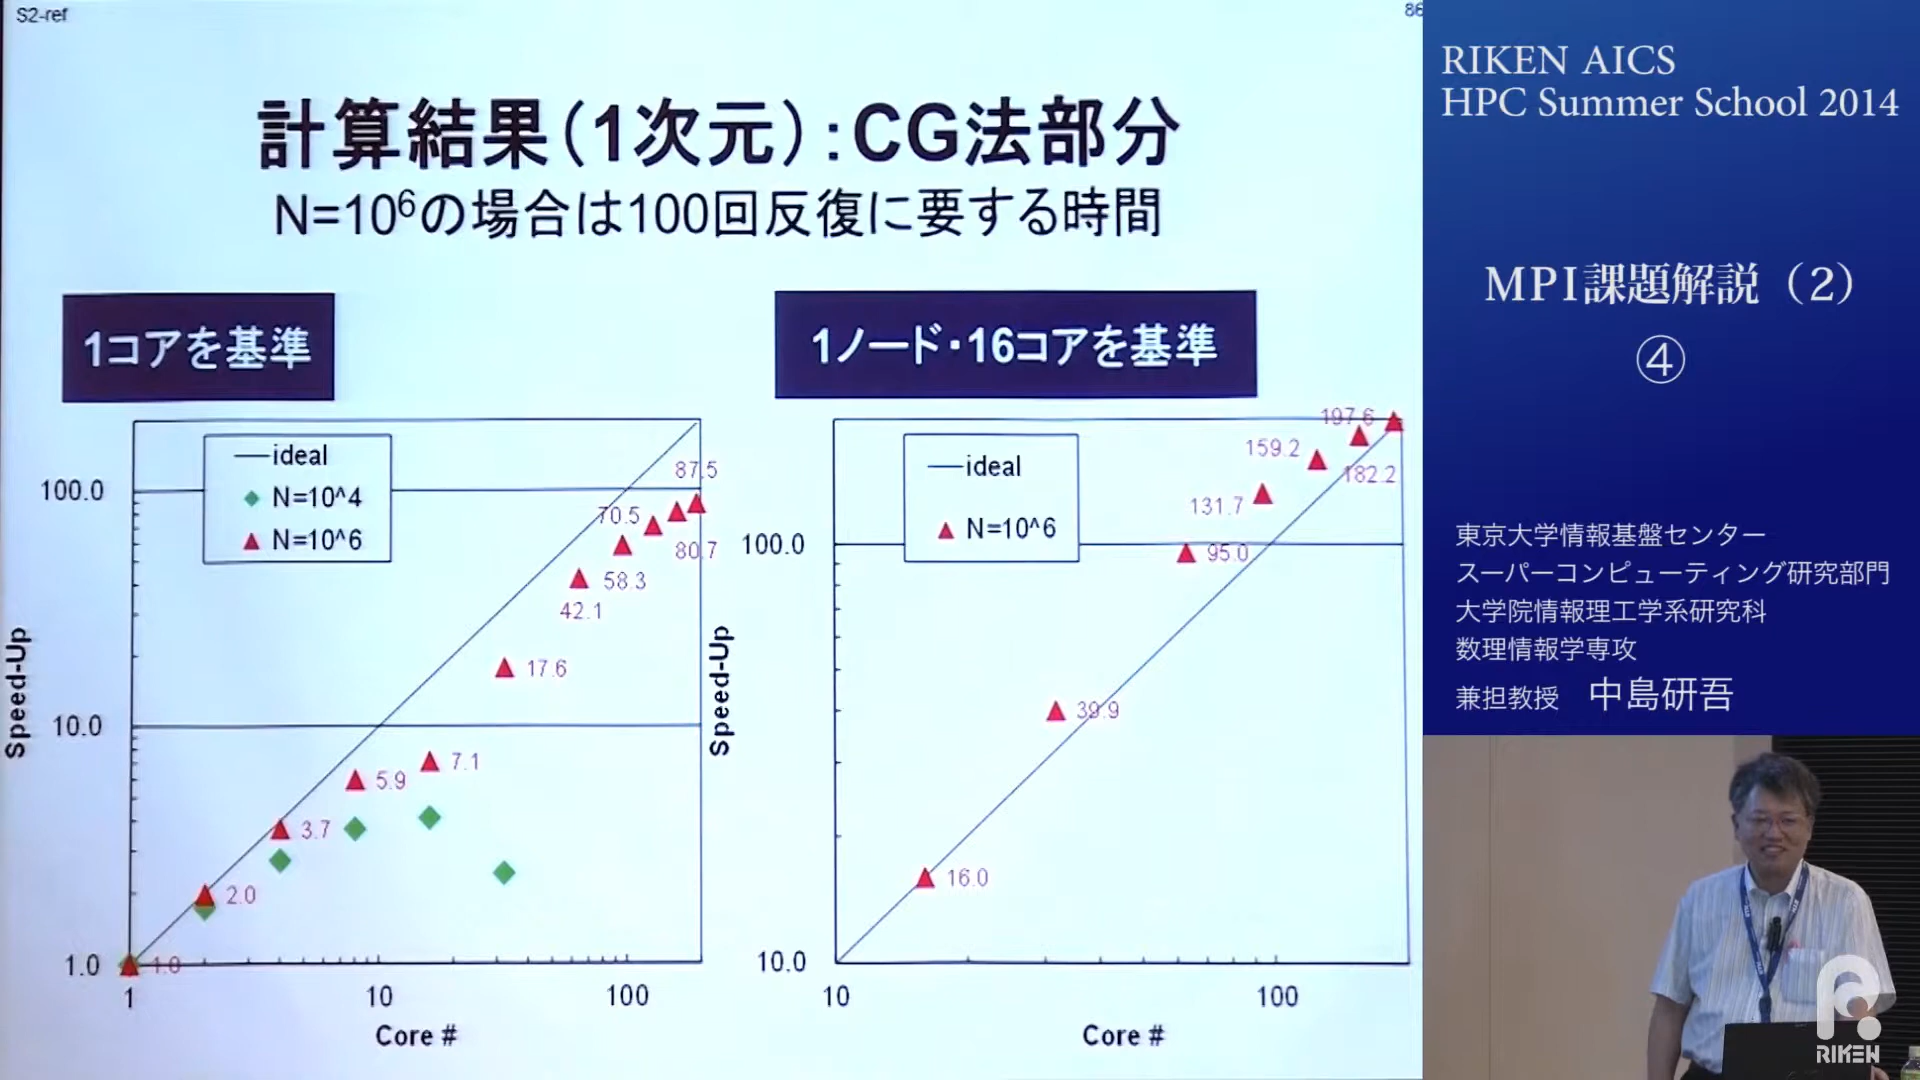 S2-ref
86
計算結果(1次元):CG法部分
N=10⁶の場合は100回反復に要する時間
1コアを基準
ideal
N=10^4
N=10^6
100.0
10.0
1.0
1
10
100
Speed-Up
Core #
1.0
2.0
3.7
5.9
7.1
17.6
42.1
58.3
70.5
80.7
87.5
1ノード・16コアを基準
ideal
N=10^6
100.0
10.0
10
100
Speed-Up
Core #
16.0
39.9
95.0
131.7
159.2
182.2
197.6
RIKEN AICS
HPC Summer School 2014
MPI課題解説(2)
④
東京大学情報基盤センター
スーパーコンピューティング研究部門
大学院情報理工学系研究科
数理情報学専攻
兼担教授 中島研吾
RIKEN